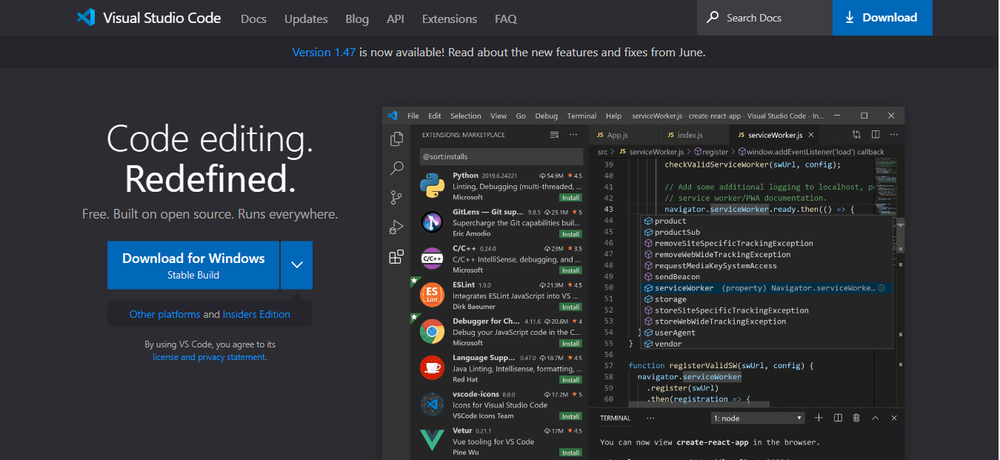 Visual Studio Code Docs Updates Blog API Extensions FAQ Search Docs Download
Version 1.47 is now available! Read about the new features and fixes from June.
Code editing.
Redefined.
Free. Built on open source. Runs everywhere.
Download for Windows
Stable Build
Other platforms and Insiders Edition
By using VS Code, you agree to its
license and privacy statement.
File Edit Selection View Go Debug Terminal Help serviceWorker.js - create-react-app - Visual Studio Code - In...
EXTENSIONS: MARKETPLACE
@sort:installs
Python 2019.6.24221 54.9M 4.5
Linting, Debugging (multi-threaded, ...
Microsoft Install
GitLens — Git sup... 9.8.5 23.1M 5
Supercharge the Git capabilities buil...
Eric Amodio Install
C/C++
C/C++ 0.24.0 23M 3.5
C/C++ IntelliSense, debugging, and ...
Microsoft Install
ES
Lint
ESLint 1.9.0 21.9M 4.5
Integrates ESLint JavaScript into VS ...
Dirk Baeumer Install
Debugger for Ch... 4.11.6 20.6M 4
Debug your JavaScript code in the C...
Microsoft Install
Language Supp... 0.47.0 18.7M 4.5
Java Linting, Intellisense, formatting, ...
Red Hat Install
vscode-icons 8.8.0 17.2M 5
Icons for Visual Studio Code
VSCode Icons Team Install
Vetur 0.21.1 17M 4.5
Vue tooling for VS Code
Pine Wu Install
JS App.js JS index.js JS serviceWorker.js
src > JS serviceWorker.js > register > window.addEventListener('load') callback
39 checkValidServiceWorker(swUrl, config);
40
41 // Add some additional logging to localhost, p
42 // service worker/PWA documentation.
43 navigator.serviceWorker.ready.then(() => {
44 product
45 productSub
46 removeSiteSpecificTrackingException
47 removeWebWideTrackingException
48 requestMediaKeySystemAccess
49 sendBeacon
50 serviceWorker (property) Navigator.serviceWorke...
51 storage
52 storeSiteSpecificTrackingException
53 storeWebWideTrackingException
54 } userAgent
55 } vendor
56
57 function registerValidSW(swUrl, config) {
58 navigator.serviceWorker
59 .register(swUrl)
60 .then(registration => {
TERMINAL ... 1: node
You can now view create-react-app in the browser.